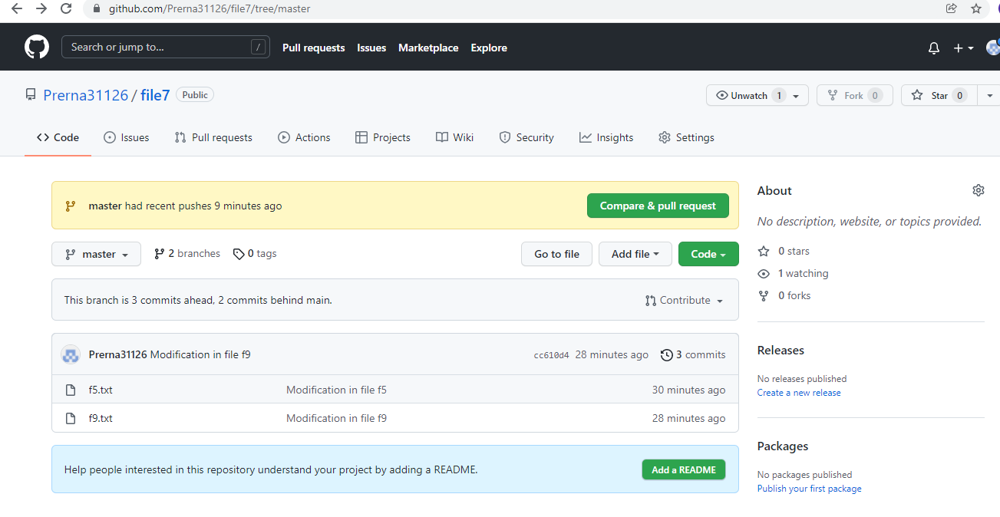 github.com/Prerna31126/file7/tree/master
Search or jump to... / Pull requests Issues Marketplace Explore
Prerna31126 / file7 Public Unwatch 1 Fork 0 Star 0
Code Issues Pull requests Actions Projects Wiki Security Insights Settings
master had recent pushes 9 minutes ago Compare & pull request
master 2 branches 0 tags Go to file Add file Code
This branch is 3 commits ahead, 2 commits behind main. Contribute
Prerna31126 Modification in file f9 cc610d4 28 minutes ago 3 commits
f5.txt Modification in file f5 30 minutes ago
f9.txt Modification in file f9 28 minutes ago
Help people interested in this repository understand your project by adding a README. Add a README
About
No description, website, or topics provided.
0 stars
1 watching
0 forks
Releases
No releases published
Create a new release
Packages
No packages published
Publish your first package